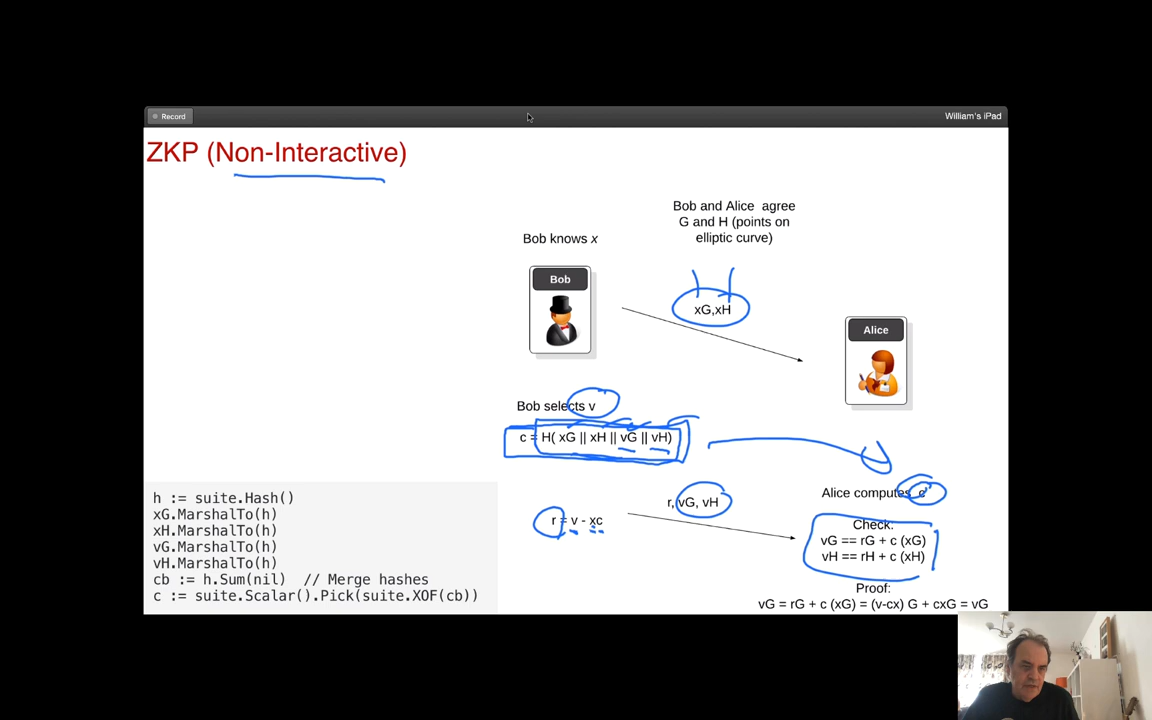 Record
William's iPad
ZKP (Non-Interactive)
Bob and Alice agree
G and H (points on
elliptic curve)
Bob knows x
Bob
xG,xH
Alice
Bob selects v
c = H( xG || xH || vG || vH)
Alice computes c'
r, vG, vH
r = v - xc
Check:
vG == rG + c (xG)
vH == rH + c (xH)
Proof:
vG = rG + c (xG) = (v-cx) G + cxG = vG
h := suite.Hash()
xG.MarshalTo(h)
xH.MarshalTo(h)
vG.MarshalTo(h)
vH.MarshalTo(h)
cb := h.Sum(nil)  // Merge hashes
c := suite.Scalar().Pick(suite.XOF(cb))